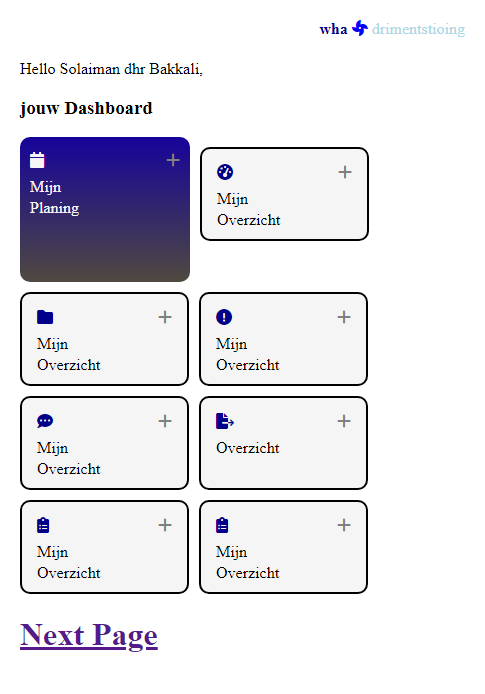 wha drimentstioing
Hello Solaiman dhr Bakkali,
jouw Dashboard
Mijn
Planing
Mijn
Overzicht
Mijn
Overzicht
Mijn
Overzicht
Mijn
Overzicht
Overzicht
Mijn
Overzicht
Mijn
Overzicht
Next Page